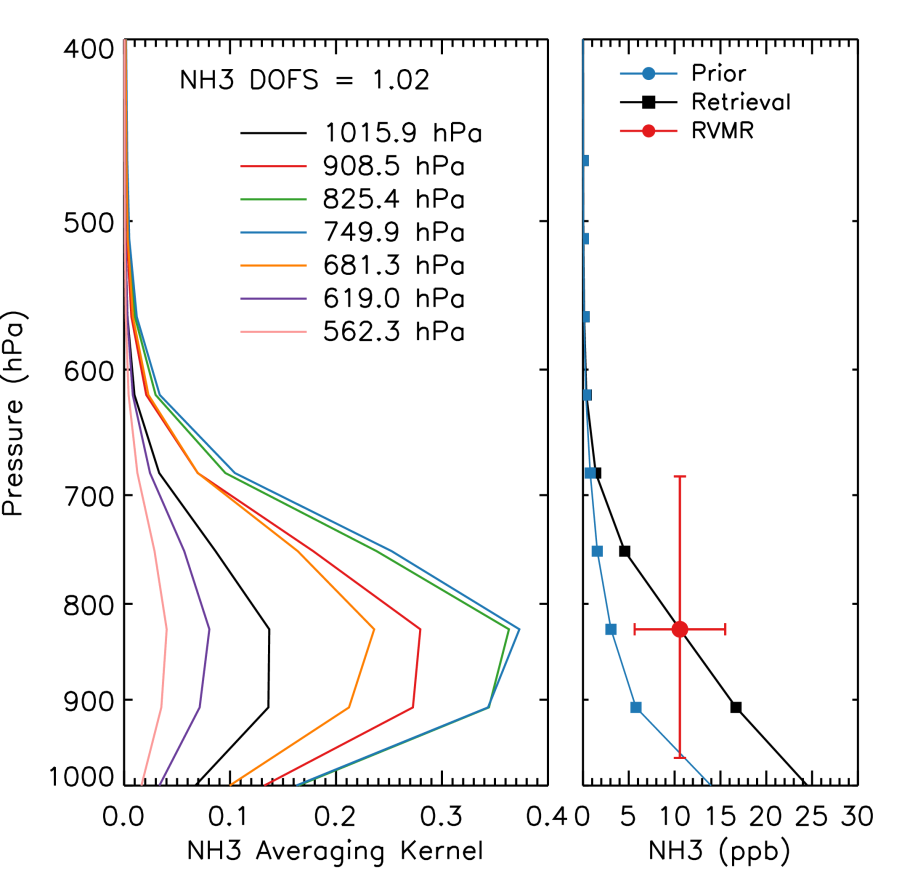 NH3 DOFS = 1.02
1015.9 hPa
908.5 hPa
825.4 hPa
749.9 hPa
681.3 hPa
619.0 hPa
562.3 hPa
Pressure (hPa)
400
500
600
700
800
900
1000
0.0 0.1 0.2 0.3 0.4
NH3 Averaging Kernel
Prior
Retrieval
RVMR
0 5 10 15 20 25 30
NH3 (ppb)